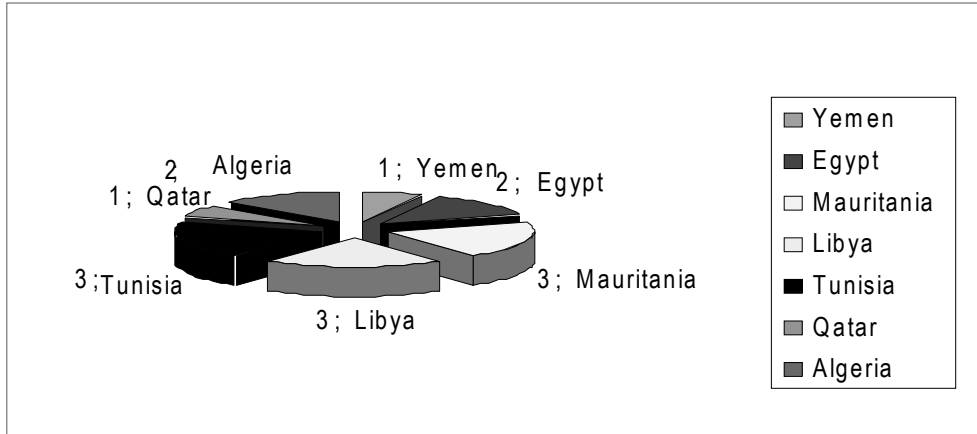 2, Algeria
1; Yemen
2; Egypt
1; Qatar
3;Tunisia
3; Mauritania
3; Libya
Yemen
Egypt
Mauritania
Libya
Tunisia
Qatar
Algeria